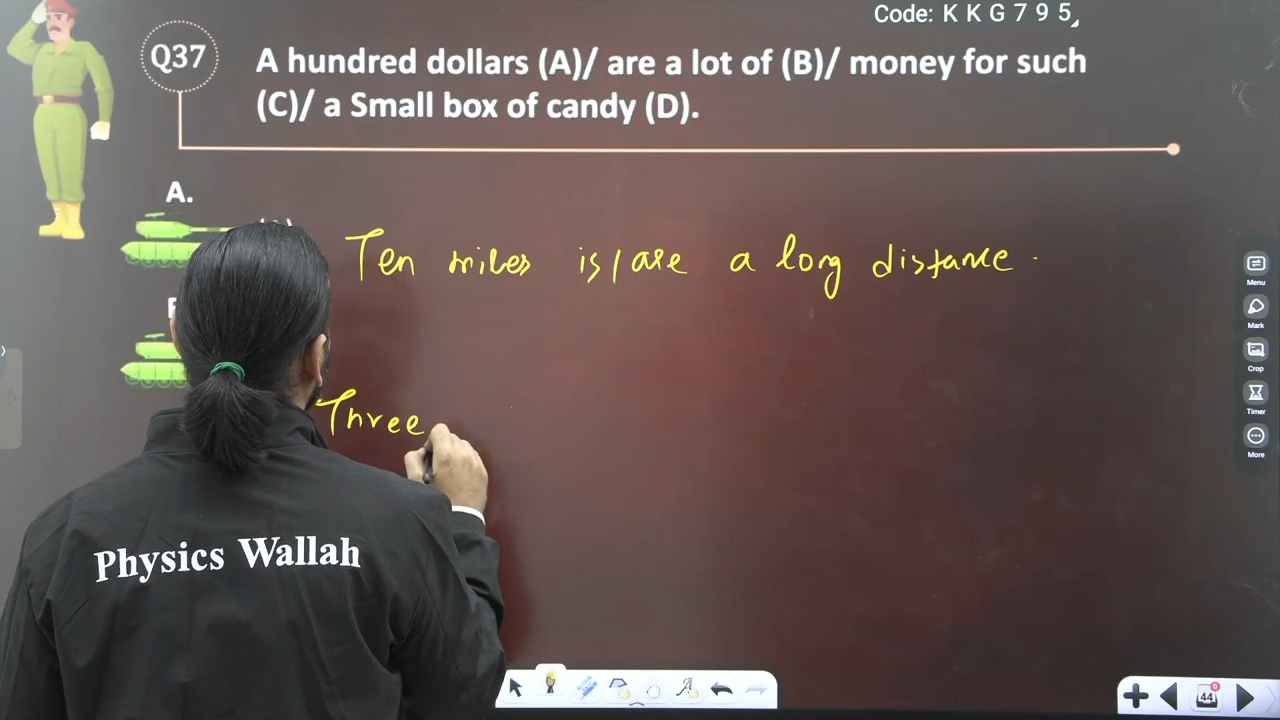 Code: K K G 7 9 5
Q37
A hundred dollars (A)/ are a lot of (B)/ money for such
(C)/ a Small box of candy (D).
A.
Ten miles is/are a long distance.
Three
Physics Wallah
Menu
Mark
Crop
Timer
More
44